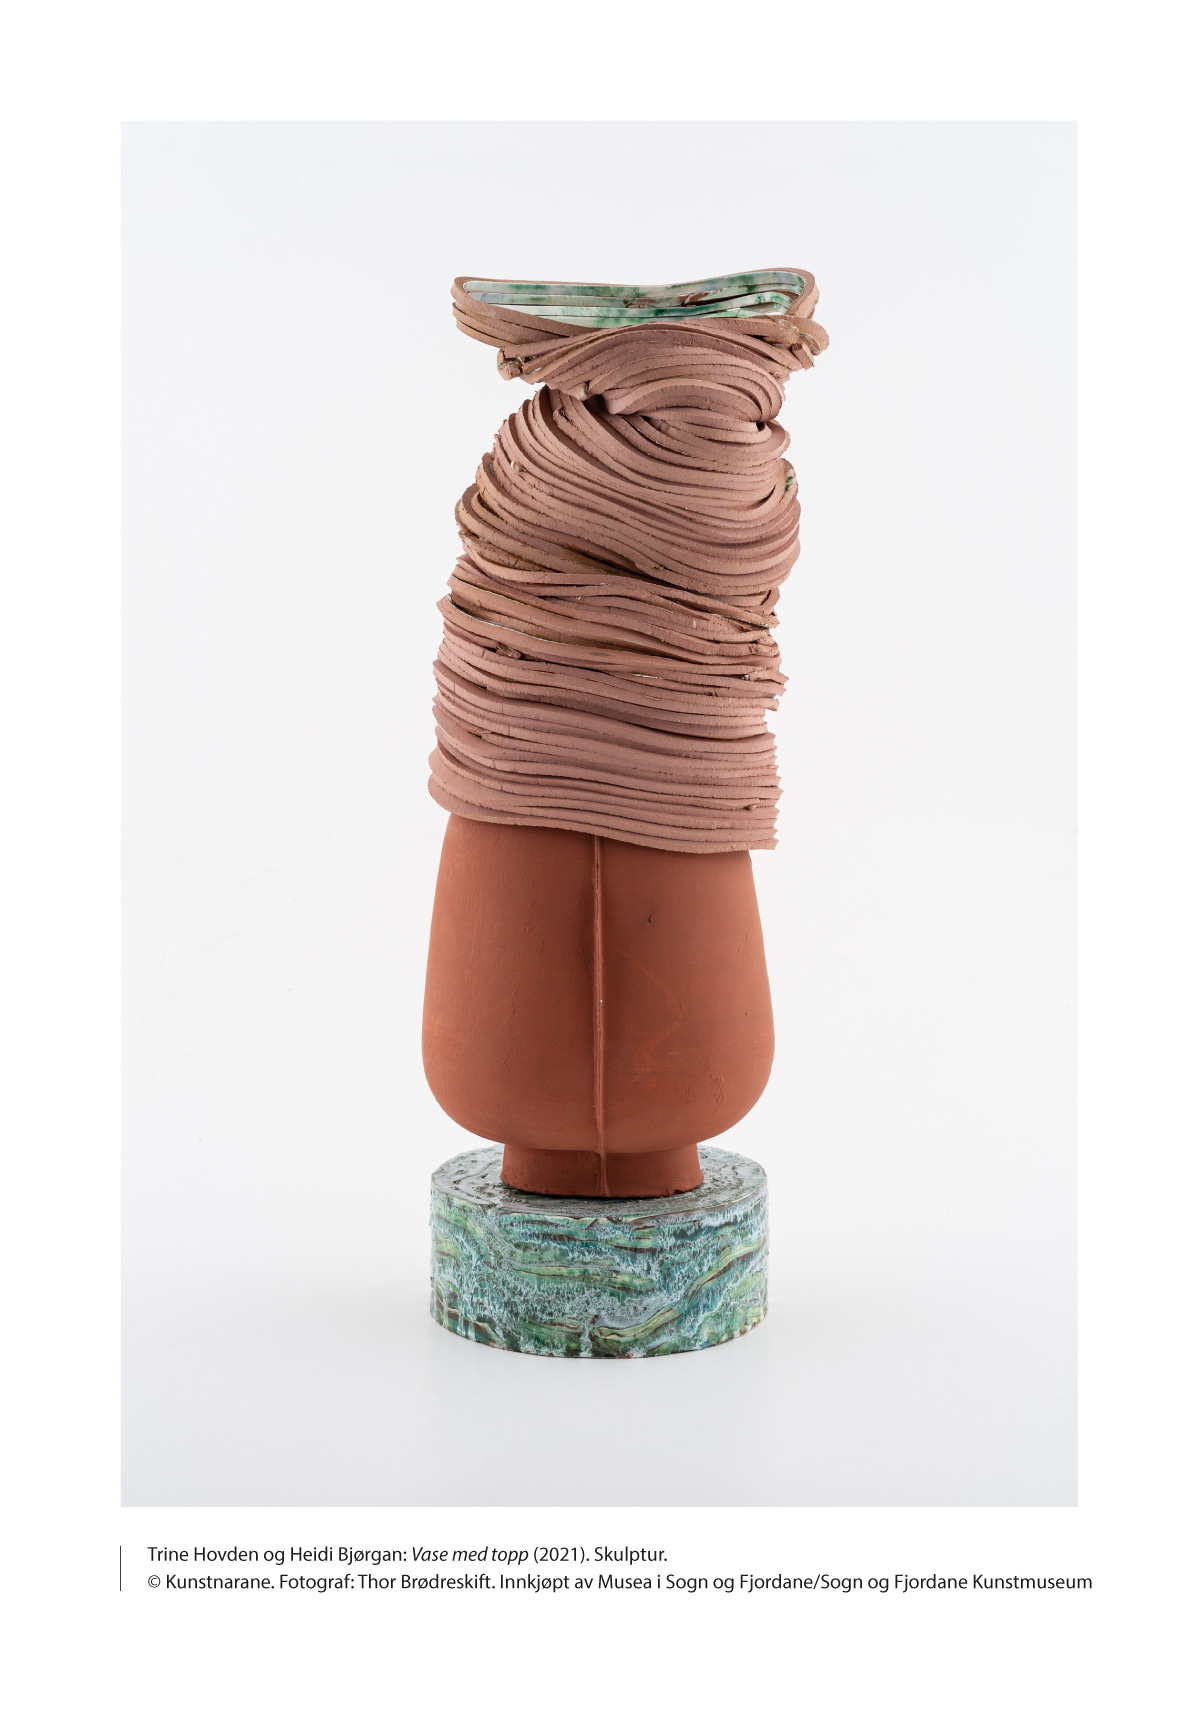 Trine Hovden og Heidi Bjørgan: Vase med topp (2021). Skulptur.
© Kunstnarane. Fotograf: Thor Brødreskift. Innkjøpt av Musea i Sogn og Fjordane/Sogn og Fjordane Kunstmuseum